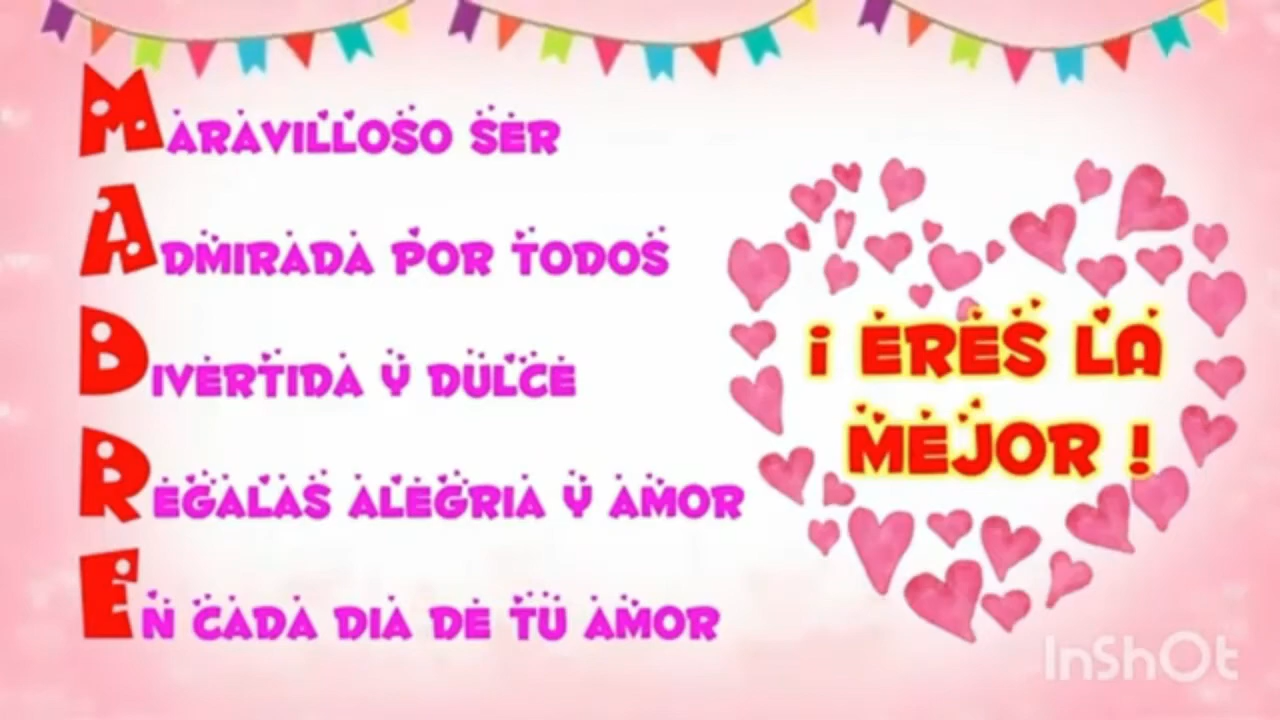 MARAVILLOSO SER
ADMIRADA POR TODOS
DIVERTIDA Y DULCE
REGALAS ALEGRIA Y AMOR
EN CADA DIA DE TU AMOR
¡ ERES LA
MEJOR !
InShOt